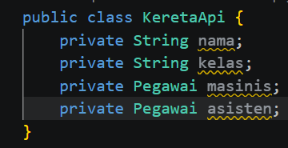 public class KeretaApi {
    private String nama;
    private String kelas;
    private Pegawai masinis;
    private Pegawai asisten;
}